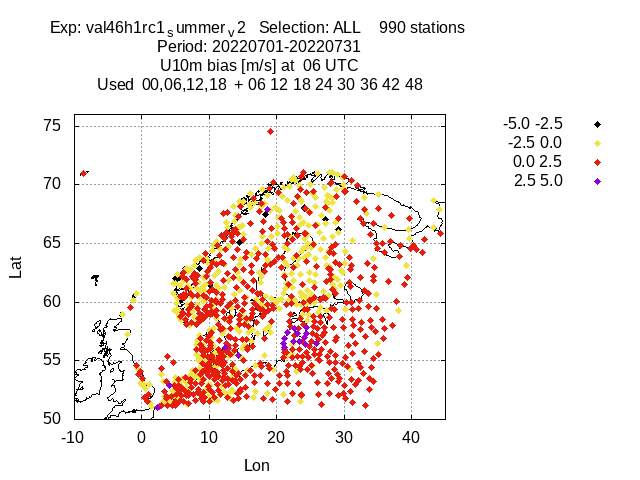 Exp: val46h1rc1summerv2 Selection: ALL 990 stations
Period: 20220701-20220731
U10m bias [m/s] at 06 UTC
Used 00,06,12,18 + 06 12 18 24 30 36 42 48
-5.0 -2.5
-2.5 0.0
0.0 2.5
2.5 5.0
75
70
65
60
55
50
Lat
-10 0 10 20 30 40
Lon